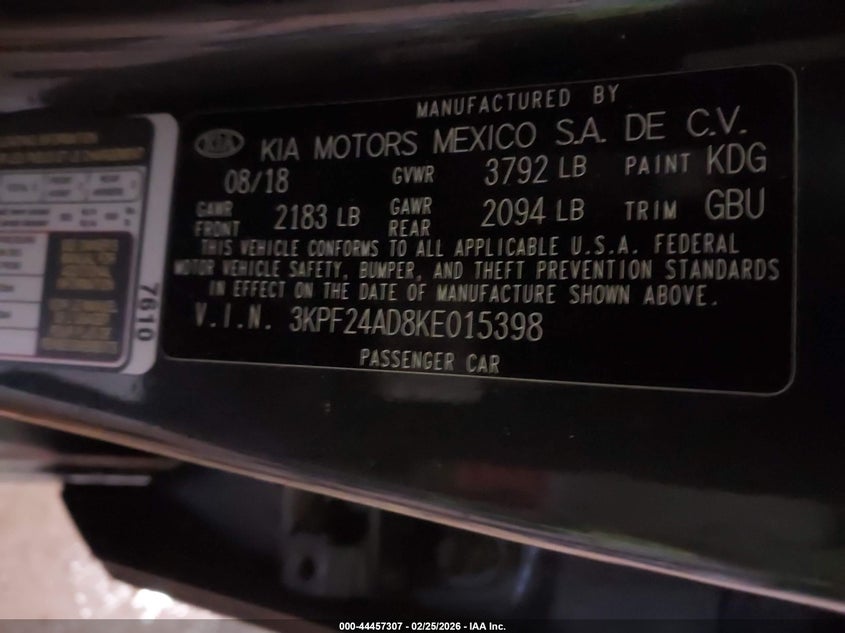 MANUFACTURED BY
KIA KIA MOTORS MEXICO S.A. DE C.V.
08/18 GVWR 3792 LB PAINT KDG
GAWR FRONT 2183 LB GAWR REAR 2094 LB TRIM GBU
THIS VEHICLE CONFORMS TO ALL APPLICABLE U.S.A. FEDERAL
MOTOR VEHICLE SAFETY, BUMPER, AND THEFT PREVENTION STANDARDS
IN EFFECT ON THE DATE OF MANUFACTURE SHOWN ABOVE.
V.I.N. 3KPF24AD8KE015398
PASSENGER CAR
7610
000-44457307 - 02/25/2026 - IAA Inc.